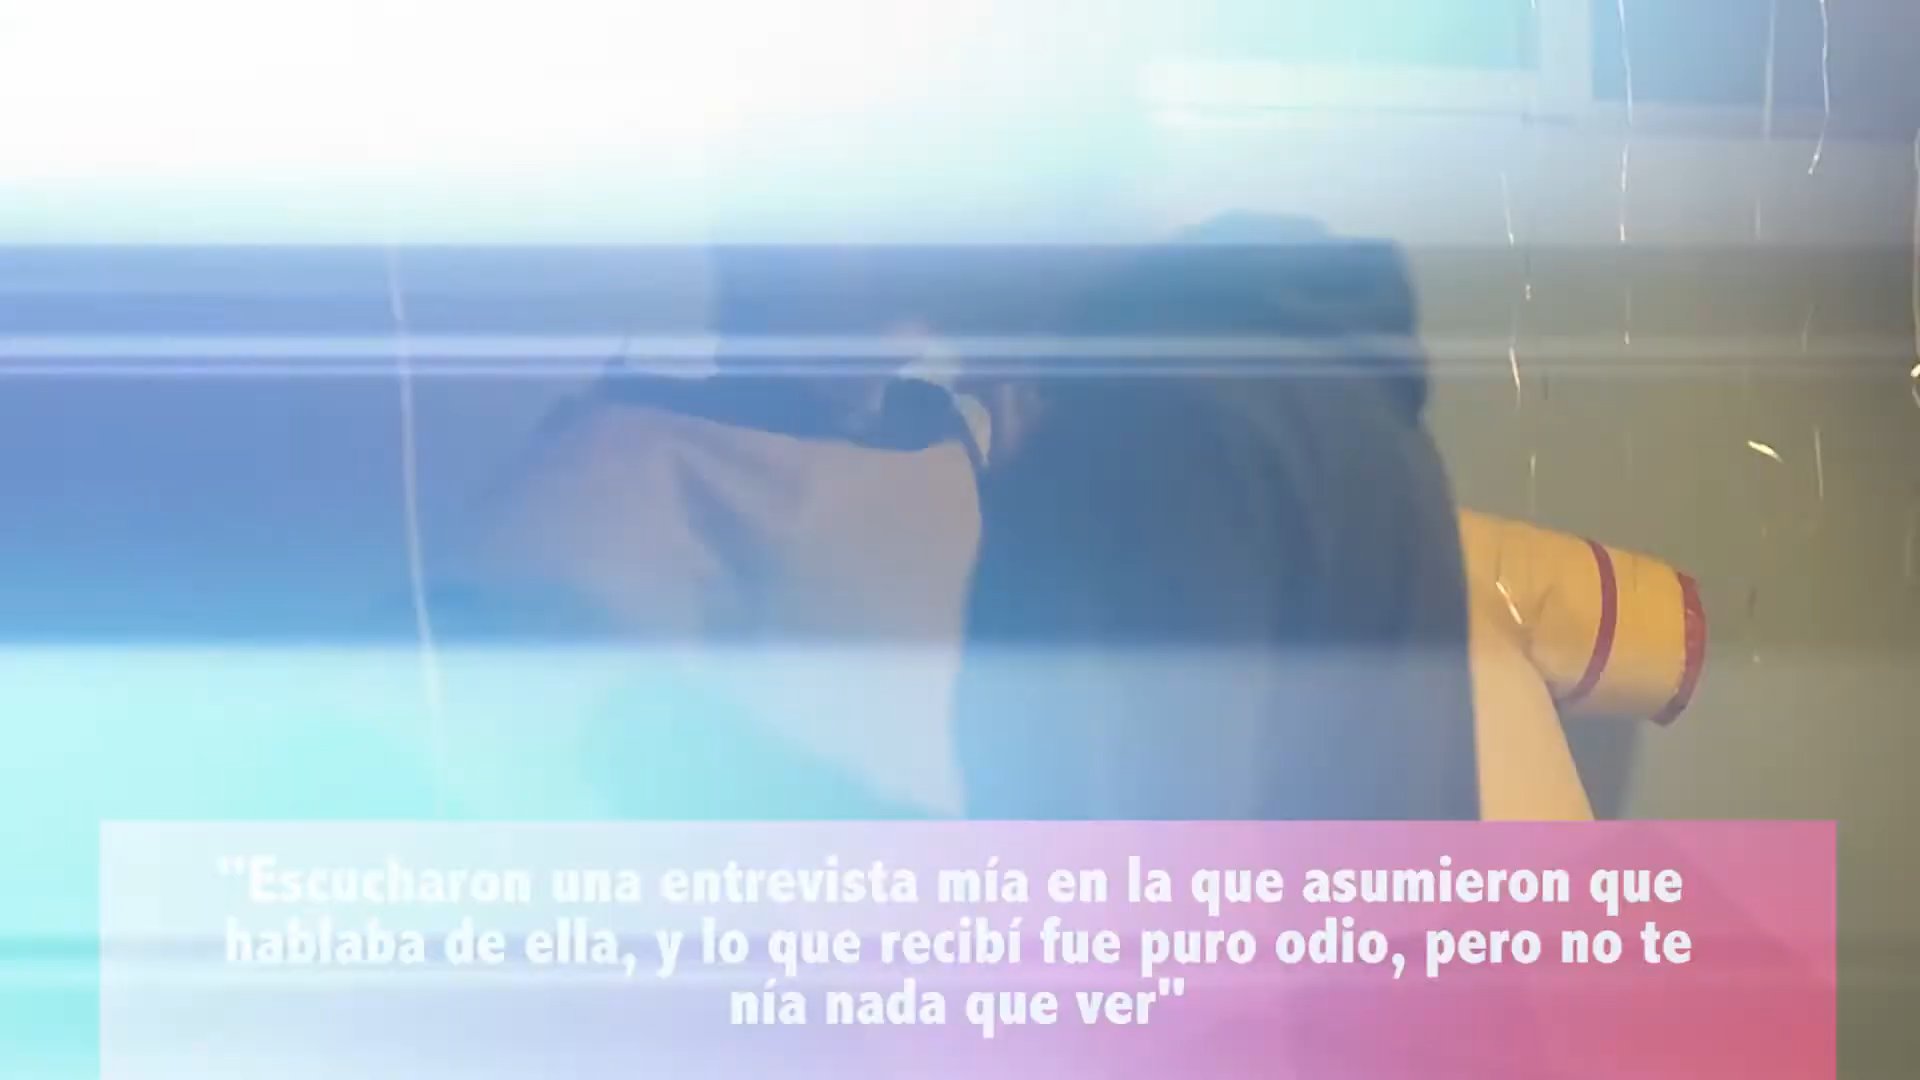 "Escucharon una entrevista mía en la que asumieron que
hablaba de ella, y lo que recibí fue puro odio, pero no te
nía nada que ver"